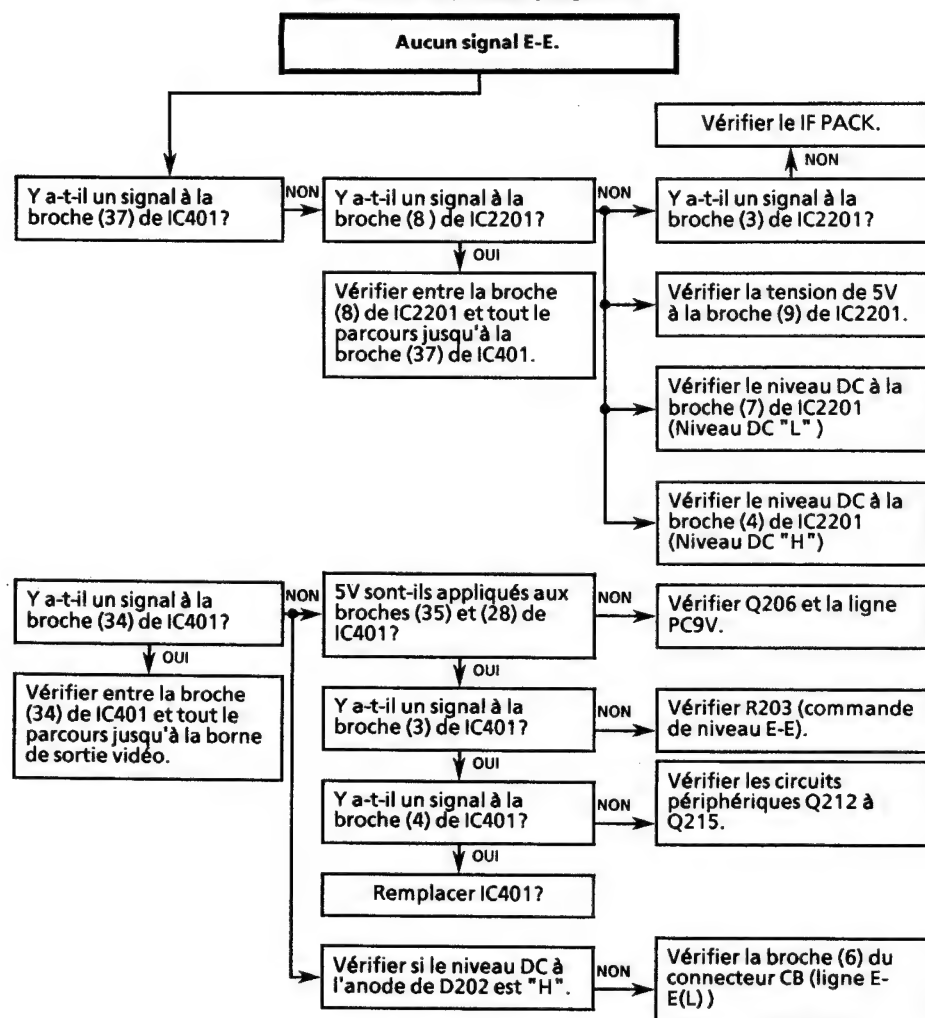 Aucun signal E-E.
Vérifier le IF PACK.
NON
Y a-t-il un signal à la
broche (37) de IC401?
NON
Y a-t-il un signal à la
broche (8 ) de IC2201?
NON
Y a-t-il un signal à la
broche (3) de IC2201?
OUI
Vérifier entre la broche
(8) de IC2201 et tout le
parcours jusqu'à la
broche (37) de IC401.
Vérifier la tension de 5V
à la broche (9) de IC2201.
Vérifier le niveau DC à la
broche (7) de IC2201
(Niveau DC "L" )
Vérifier le niveau DC à la
broche (4) de IC2201
(Niveau DC "H")
Y a-t-il un signal à la
broche (34) de IC401?
NON
5V sont-ils appliqués aux
broches (35) et (28) de
IC401?
NON
Vérifier Q206 et la ligne
PC9V.
OUI
Vérifier entre la broche
(34) de IC401 et tout le
parcours jusqu'à la borne
de sortie vidéo.
OUI
Y a-t-il un signal à la
broche (3) de IC401?
NON
Vérifier R203 (commande
de niveau E-E).
OUI
Y a-t-il un signal à la
broche (4) de IC401?
NON
Vérifier les circuits
périphériques Q212 à
Q215.
OUI
Remplacer IC401?
Vérifier si le niveau DC à
l'anode de D202 est "H".
NON
Vérifier la broche (6) du
connecteur CB (ligne E-
E(L) )